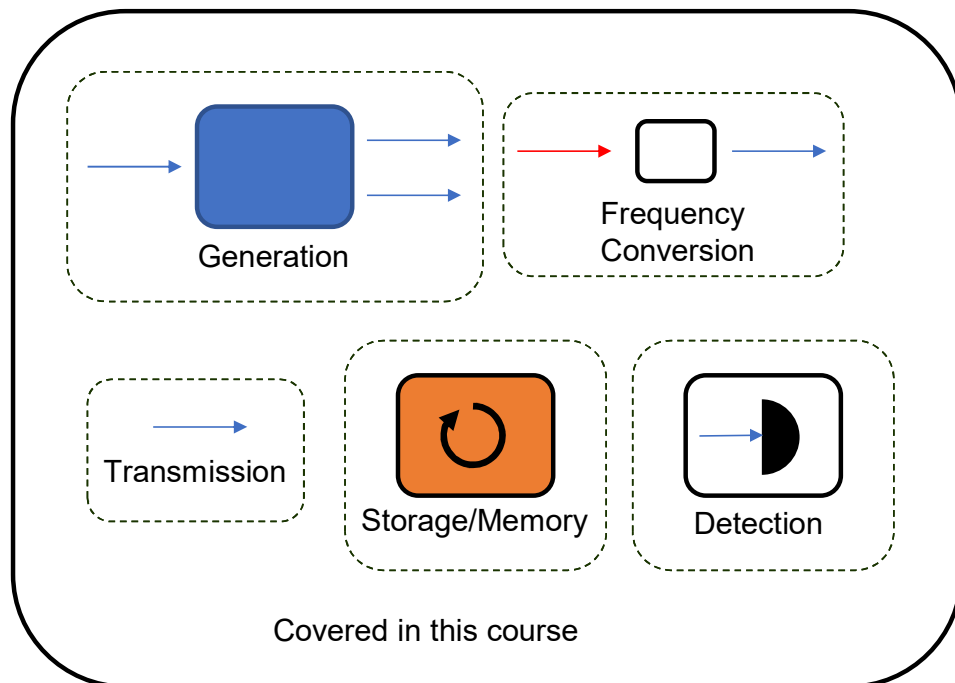 Generation
Frequency
Conversion
Transmission
Storage/Memory
Detection
Covered in this course